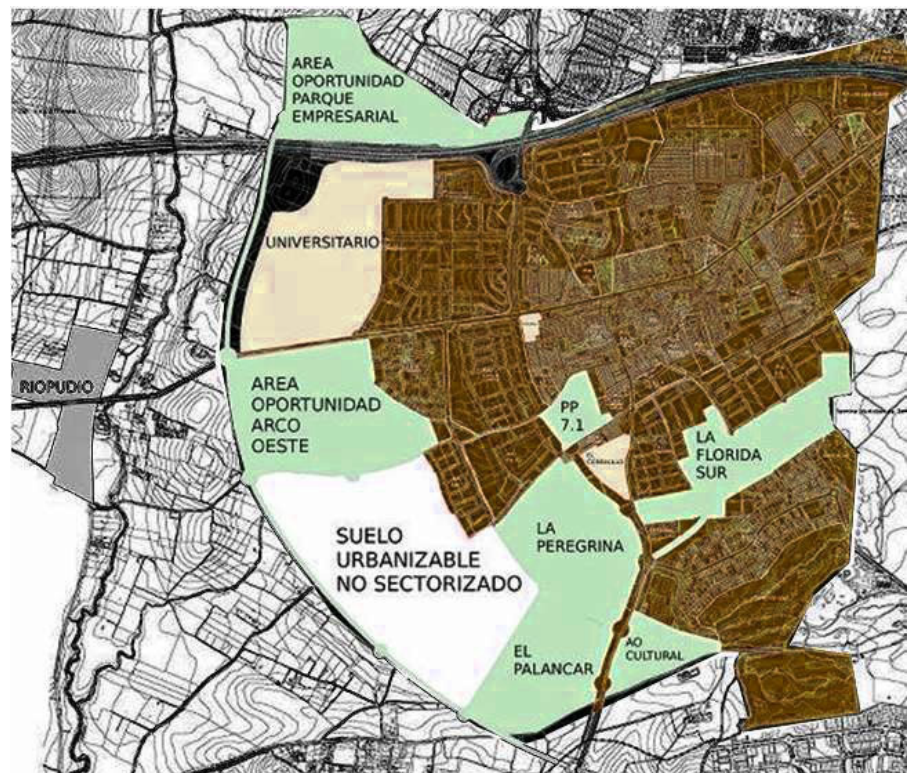 AREA
OPORTUNIDAD
PARQUE
EMPRESARIAL
UNIVERSITARIO
RIOPUDIO
AREA
OPORTUNIDAD
ARCO
OESTE
PP
7.1
LA
FLORIDA
SUR
SUELO
URBANIZABLE
NO SECTORIZADO
LA
PEREGRINA
EL
PALANCAR
AO
CULTURAL